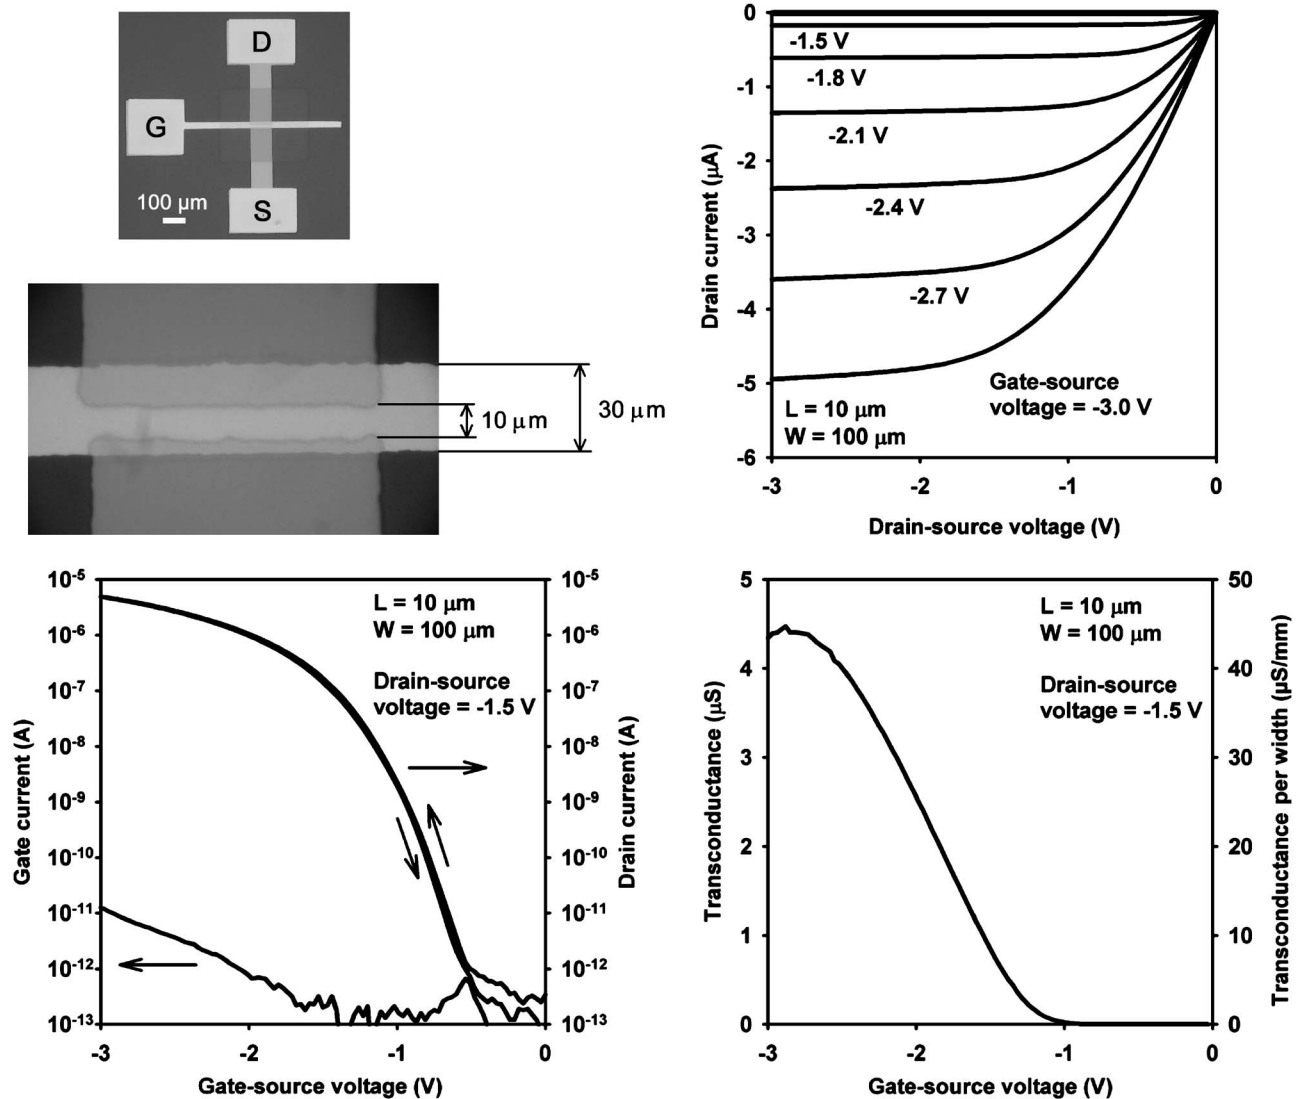 D
G
S
100 µm
10 µm
30 µm
0
-1
-2
-3
-4
-5
-6
Drain current (µA)
-1.5 V
-1.8 V
-2.1 V
-2.4 V
-2.7 V
Gate-source
voltage = -3.0 V
L = 10 µm
W = 100 µm
-3
-2
-1
0
Drain-source voltage (V)
10-5
10-6
10-7
10-8
10-9
10-10
10-11
10-12
10-13
Gate current (A)
L = 10 µm
W = 100 µm
Drain-source
voltage = -1.5 V
10-5
10-6
10-7
10-8
10-9
10-10
10-11
10-12
10-13
Drain current (A)
-3
-2
-1
0
Gate-source voltage (V)
5
4
3
2
1
0
Transconductance (µS)
L = 10 µm
W = 100 µm
Drain-source
voltage = -1.5 V
50
40
30
20
10
0
Transconductance per width (µS/mm)
-3
-2
-1
0
Gate-source voltage (V)